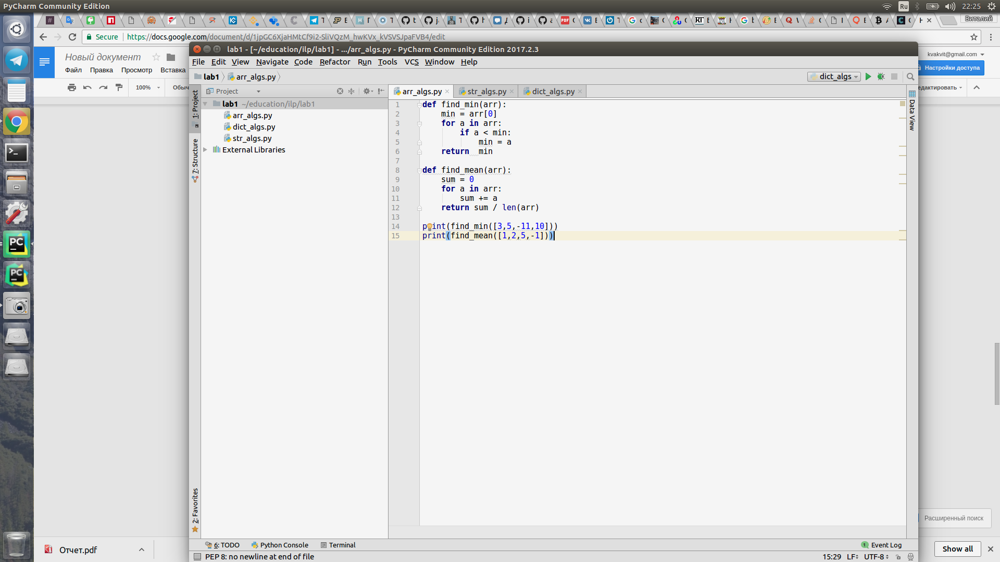 PyCharm Community Edition
Ru
22:25
Виталий
Secure
https://docs.google.com/document/d/1jpGC6XjaHMtCf9i2-SliVQzM_hwKVx_kVSVSJpaFVB4/edit
Новый документ
kvakvit@gmail.com
Файл Правка Просмотр Вставка
Настройки доступа
100%
Обыч
едактировать
lab1 - [~/education/ilp/lab1] - .../arr_algs.py - PyCharm Community Edition 2017.2.3
File Edit View Navigate Code Refactor Run Tools VCS Window Help
lab1 arr_algs.py
dict_algs
Project
arr_algs.py str_algs.py dict_algs.py
1: Project
7: Structure
2: Favorites
Data View
lab1 ~/education/ilp/lab1
arr_algs.py
dict_algs.py
str_algs.py
External Libraries
1 def find_min(arr):
2 min = arr[0]
3 for a in arr:
4 if a < min:
5 min = a
6 return  min
7
8 def find_mean(arr):
9 sum = 0
10 for a in arr:
11 sum += a
12 return sum / len(arr)
13
14 print(find_min([3,5,-11,10]))
15 print(find_mean([1,2,5,-1]))
6: TODO Python Console Terminal
1 Event Log
PEP 8: no newline at end of file
15:29 LF UTF-8
Расширенный поиск
Отчет.pdf
Show all